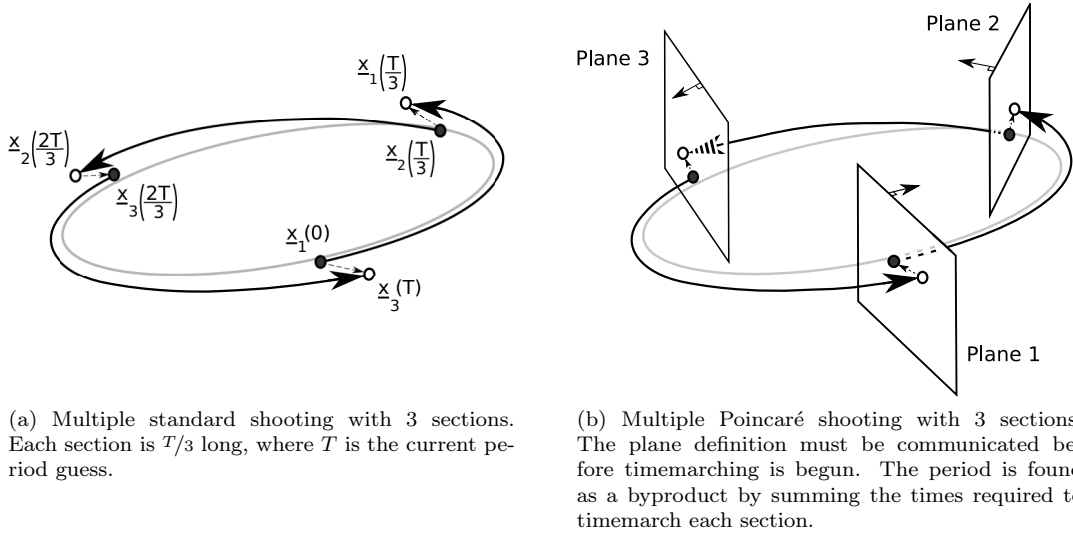 x₁(T/3)
x₂(T/3)
x₂(2T/3)
x₃(2T/3)
x₁(0)
x₃(T)
(a) Multiple standard shooting with 3 sections.
Each section is T/3 long, where T is the current pe-
riod guess.
Plane 3
Plane 2
Plane 1
(b) Multiple Poincaré shooting with 3 sections
The plane definition must be communicated be
fore timemarching is begun. The period is found
as a byproduct by summing the times required t
timemarch each section.